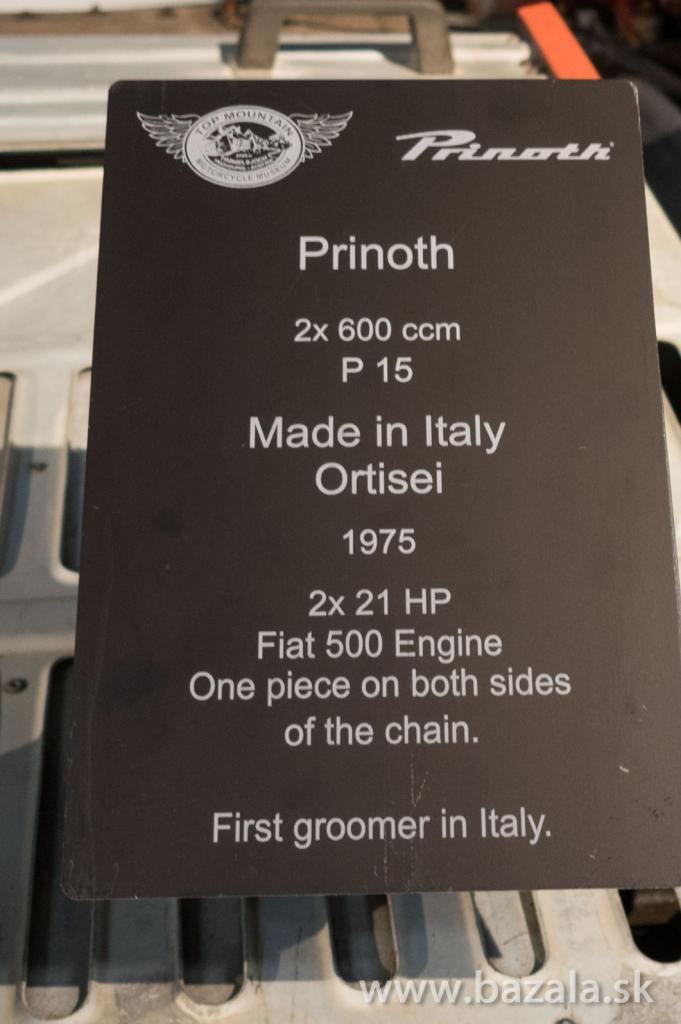 TOP MOUNTAIN
MOTORCYCLE MUSEUM
Prinoth
Prinoth
2x 600 ccm
P 15
Made in Italy
Ortisei
1975
2x 21 HP
Fiat 500 Engine
One piece on both sides
of the chain.
First groomer in Italy.
www.bazala.sk